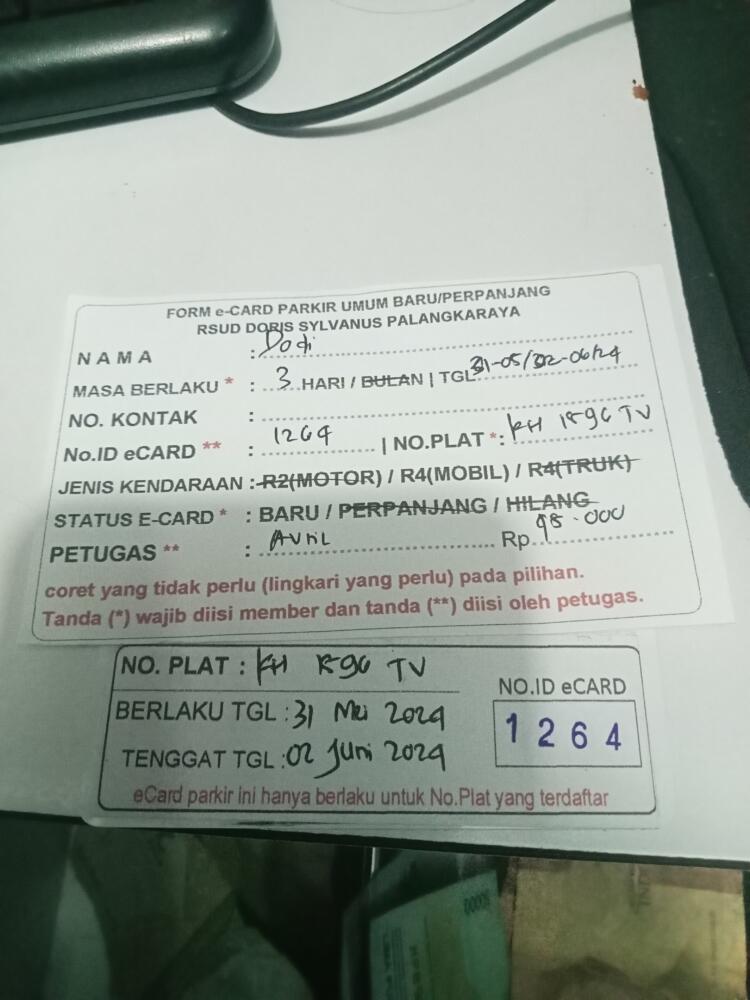 FORM e-CARD PARKIR UMUM BARU/PERPANJANG
RSUD DORIS SYLVANUS PALANGKARAYA
NAMA : Dodi
MASA BERLAKU * : 3 HARI / BULAN | TGL 31-05/02-06/24
NO. KONTAK :
No.ID eCARD ** : 1264 | NO.PLAT *: KH TV
JENIS KENDARAAN : R2(MOTOR) / R4(MOBIL) / R4(TRUK)
STATUS E-CARD * : BARU / PERPANJANG / HILANG
PETUGAS ** : AVRIL Rp. 98.000
coret yang tidak perlu (lingkari yang perlu) pada pilihan.
Tanda (*) wajib diisi member dan tanda (**) diisi oleh petugas.
NO. PLAT : KH TV
BERLAKU TGL : 31 Mei 2024
TENGGAT TGL : 02 Juni 2024
NO.ID eCARD
1264
eCard parkir ini hanya berlaku untuk No.Plat yang terdaftar